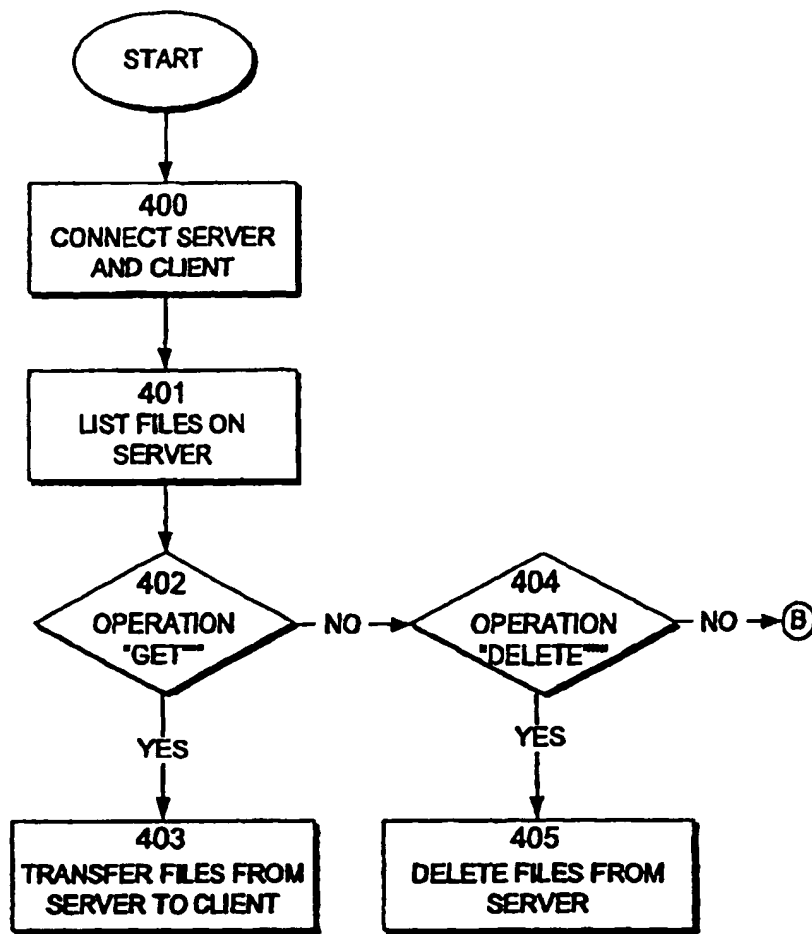 START
400
CONNECT SERVER
AND CLIENT
401
LIST FILES ON
SERVER
402
OPERATION
"GET""
NO
404
OPERATION
"DELETE""
NO
B
YES
YES
403
TRANSFER FILES FROM
SERVER TO CLIENT
405
DELETE FILES FROM
SERVER